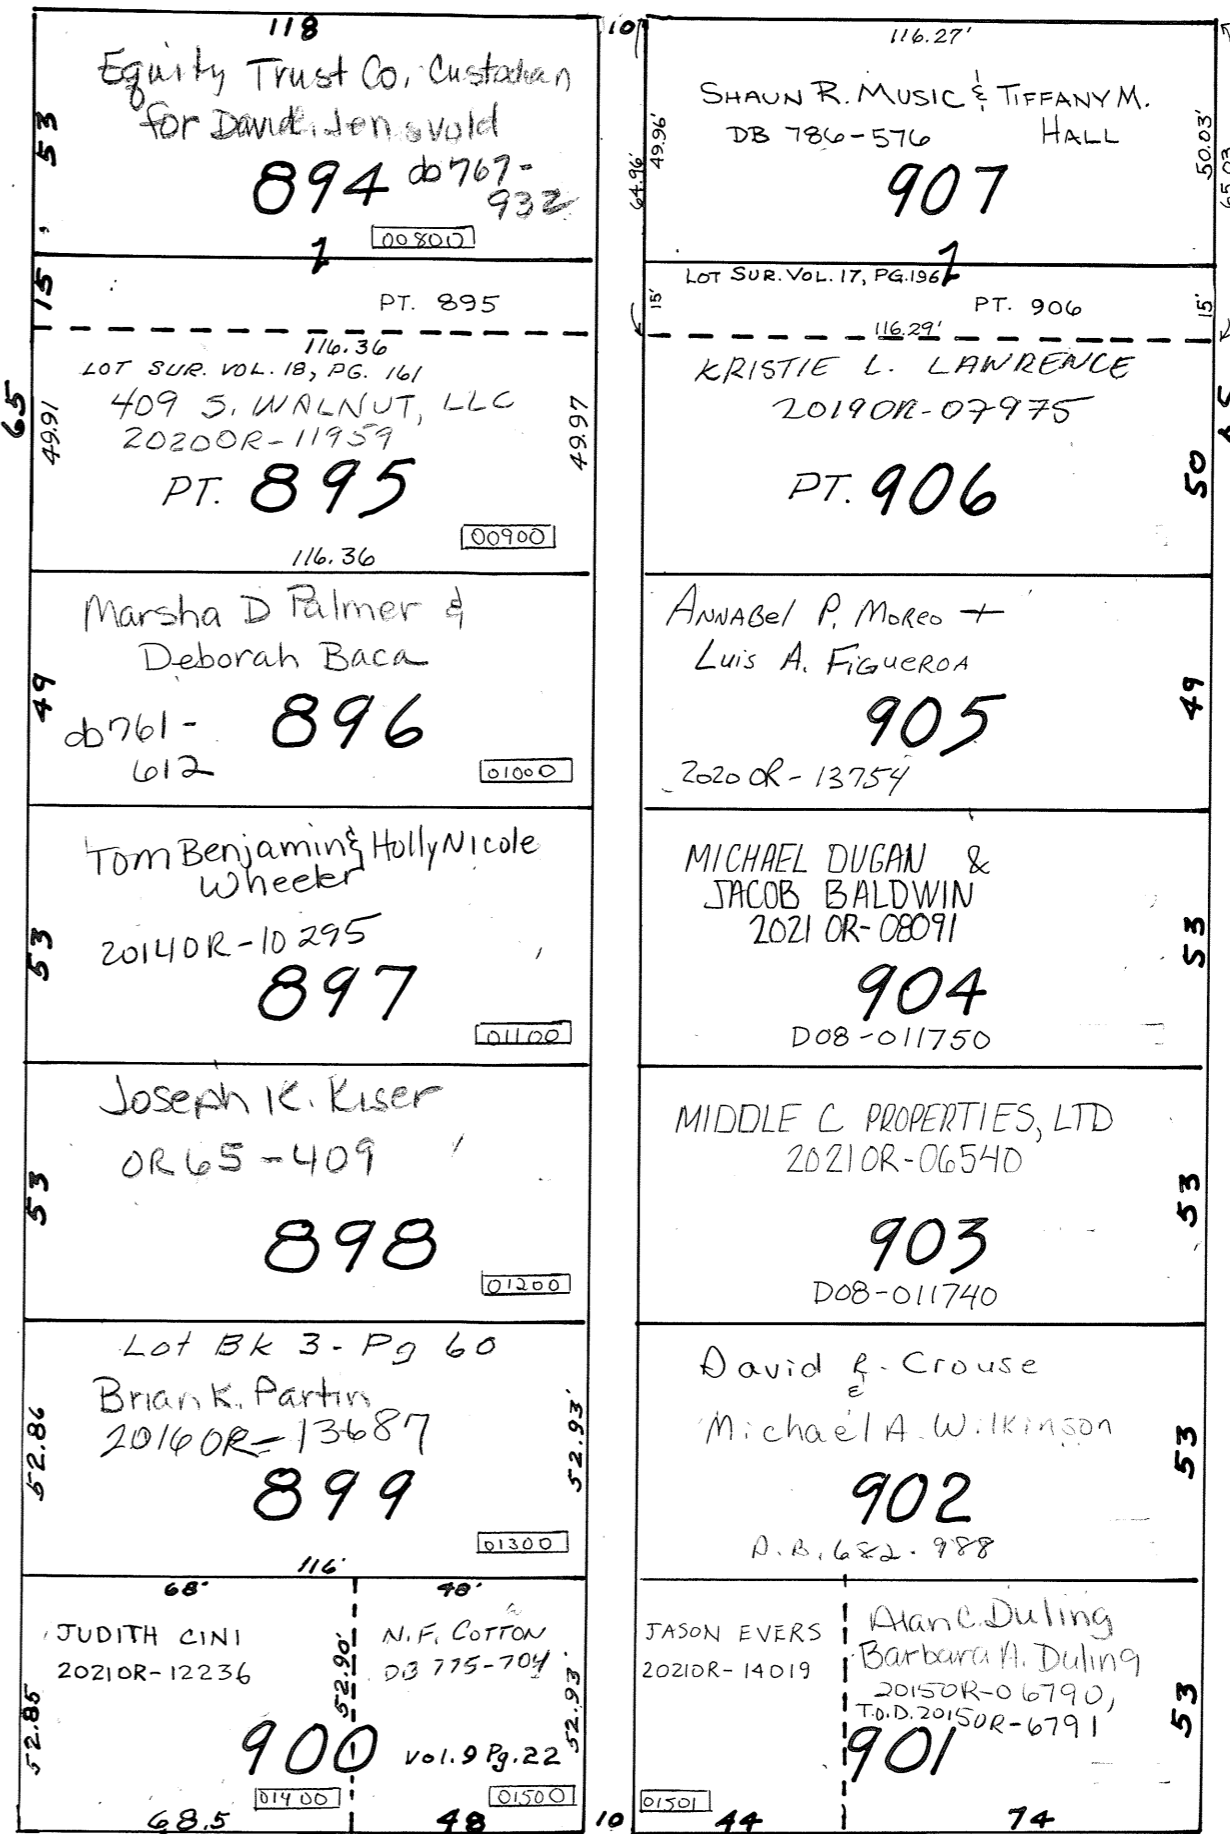 118
Equity Trust Co, Custodian
for David Jensvold
53
894 db767-
932
00800
1
15
PT. 895
116.36
65
LOT SUR. VOL. 18, PG. 161
409 S. WALNUT, LLC
2020OR-11959
49.91
49.97
PT. 895
00900
116.36
Marsha D Palmer &
Deborah Baca
49
db761-
612
896
01000
Tom Benjamin & Holly Nicole
Wheeler
53
2014OR-10295
897
01100
Joseph K. Kiser
OR65-409
53
898
01200
Lot Bk 3-Pg 60
Brian K. Partin
2016OR-13687
52.86
52.93'
899
01300
116'
68'
48'
JUDITH CINI
2021OR-12236
52.85
52.90'
N.F. COTTON
DB 775-704
52.93'
900
Vol.9 Pg.22
01400
01500
68.5
48
10
10
116.27'
SHAUN R. MUSIC & TIFFANY M.
HALL
DB 786-576
49.96'
64.96'
50.03'
65.03
907
1
LOT SUR. VOL. 17, PG.196
15'
PT. 906
15'
116.29'
KRISTIE L. LAWRENCE
2019OR-07975
PT. 906
50
ANNABEl P. MoReo +
Luis A. FIGUEROA
905
49
2020 OR-13754
MICHAEL DUGAN &
JACOB BALDWIN
2021 OR-08091
53
904
D08-011750
MIDDLE C PROPERTIES, LTD
2021OR-06540
53
903
D08-011740
David R. Crouse
&
Michael A. Wilkinson
53
902
D.B. 682-988
JASON EVERS
2021OR-14019
Alan C. Duling
Barbara A. Duling
2015OR-06790,
T.O.D. 2015OR-6791
53
901
01501
44
74